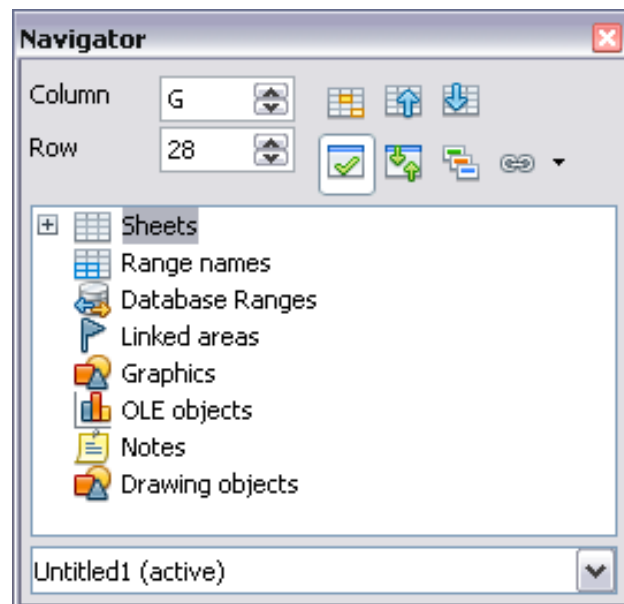 Navigator
Column G
Row 28
Sheets
Range names
Database Ranges
Linked areas
Graphics
OLE objects
Notes
Drawing objects
Untitled1 (active)